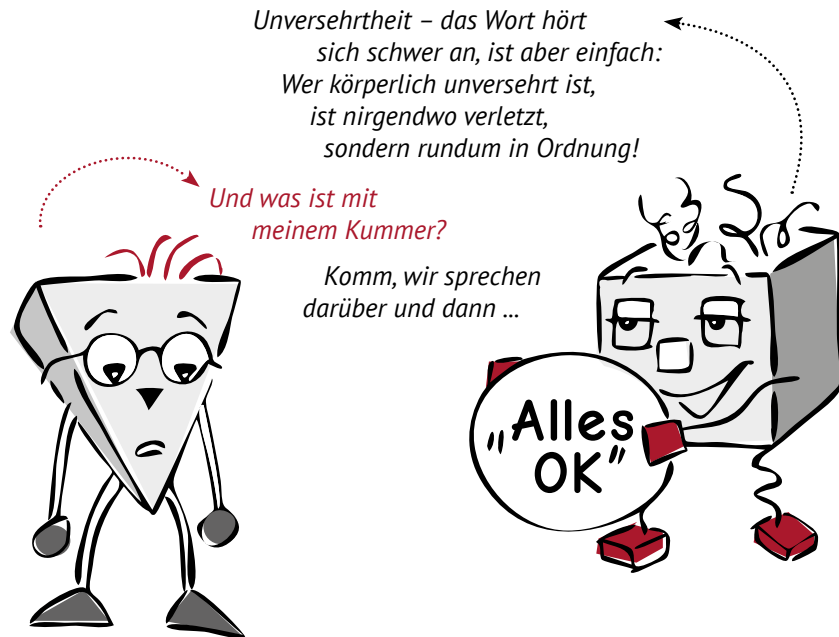 Unversehrtheit – das Wort hört
sich schwer an, ist aber einfach:
Wer körperlich unversehrt ist,
ist nirgendwo verletzt,
sondern rundum in Ordnung!
Und was ist mit
meinem Kummer?
Komm, wir sprechen
darüber und dann ...
„Alles
OK"